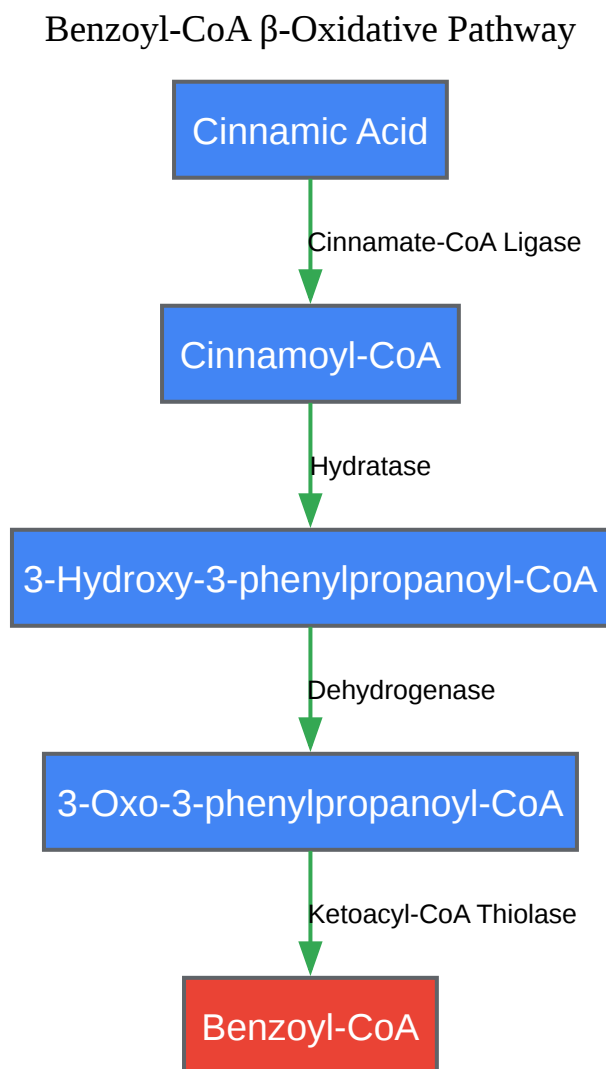 Benzoyl-CoA β-Oxidative Pathway
Cinnamic Acid
Cinnamate-CoA Ligase
Cinnamoyl-CoA
Hydratase
3-Hydroxy-3-phenylpropanoyl-CoA
Dehydrogenase
3-Oxo-3-phenylpropanoyl-CoA
Ketoacyl-CoA Thiolase
Benzoyl-CoA